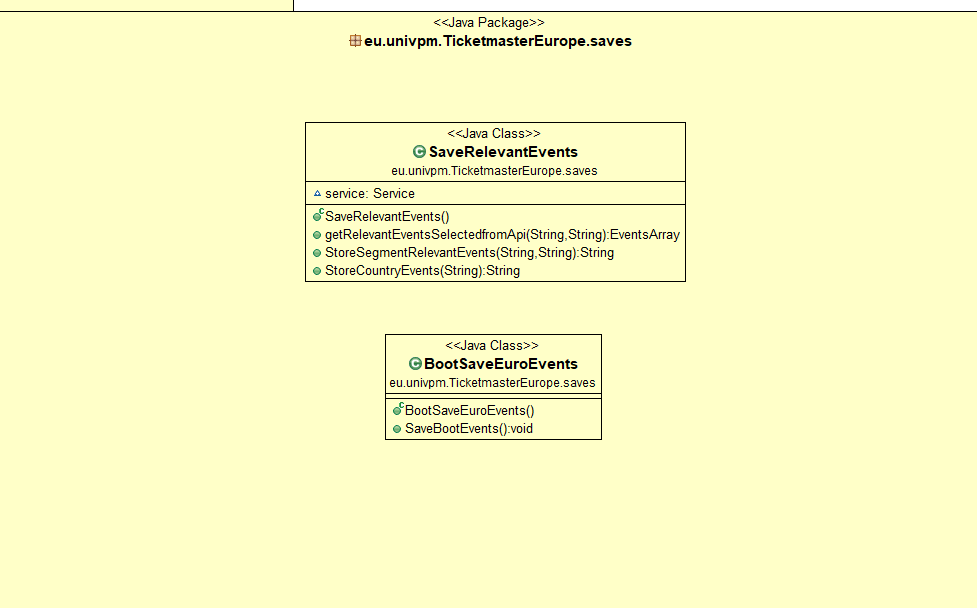 <<Java Package>>
eu.univpm.TicketmasterEurope.saves
<<Java Class>>
SaveRelevantEvents
eu.univpm.TicketmasterEurope.saves
service: Service
SaveRelevantEvents()
getRelevantEventsSelectedfromApi(String,String):EventsArray
StoreSegmentRelevantEvents(String,String):String
StoreCountryEvents(String):String
<<Java Class>>
BootSaveEuroEvents
eu.univpm.TicketmasterEurope.saves
BootSaveEuroEvents()
SaveBootEvents():void